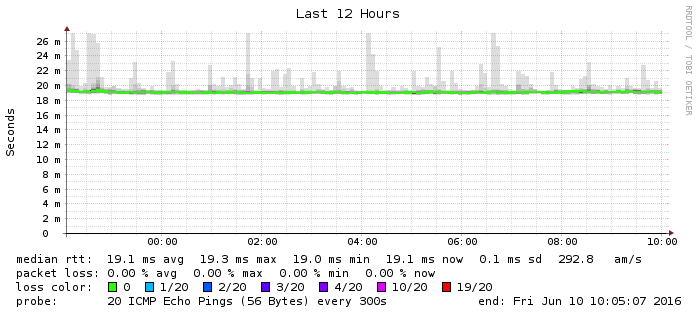 Last 12 Hours
RRDTOOL / TOBI OETIKER
Seconds
26 m
24 m
22 m
20 m
18 m
16 m
14 m
12 m
10 m
8 m
6 m
4 m
2 m
0
00:00 02:00 04:00 06:00 08:00 10:00
median rtt: 19.1 ms avg 19.3 ms max 19.0 ms min 19.1 ms now 0.1 ms sd 292.8 am/s
packet loss: 0.00 % avg 0.00 % max 0.00 % min 0.00 % now
loss color: 0 1/20 2/20 3/20 4/20 10/20 19/20
probe: 20 ICMP Echo Pings (56 Bytes) every 300s end: Fri Jun 10 10:05:07 2016